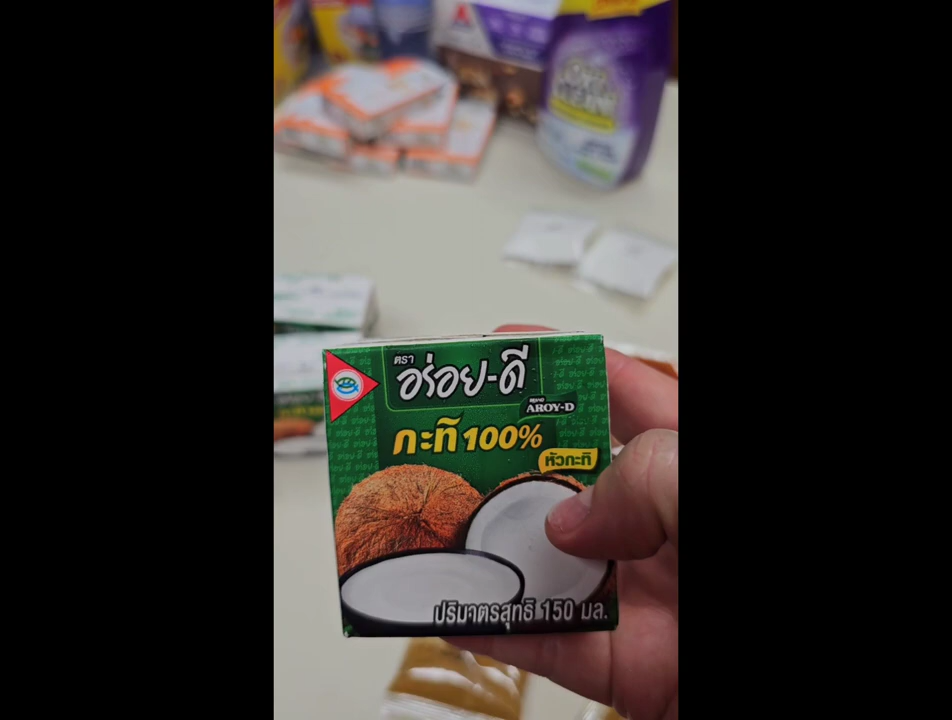 ตรา
อร่อย-ดี
BRAND
AROY-D
กะทิ 100%
หัวกะทิ
ปริมาตรสุทธิ 150 มล.